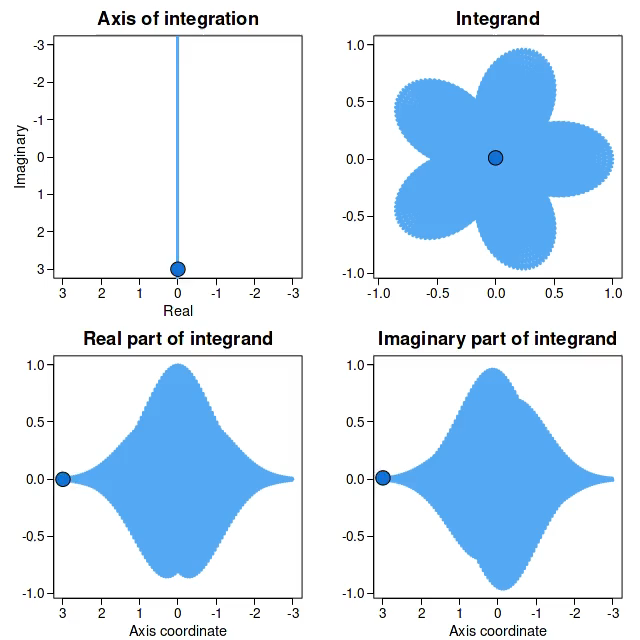 Axis of integration
Integrand
-3
-2
-1
0
1
2
3
Imaginary
3 2 1 0 -1 -2 -3
Real
1.0
0.5
0.0
-0.5
-1.0
-1.0 -0.5 0.0 0.5 1.0
Real part of integrand
Imaginary part of integrand
1.0
0.5
0.0
-0.5
-1.0
3 2 1 0 -1 -2 -3
Axis coordinate
1.0
0.5
0.0
-0.5
-1.0
3 2 1 0 -1 -2 -3
Axis coordinate